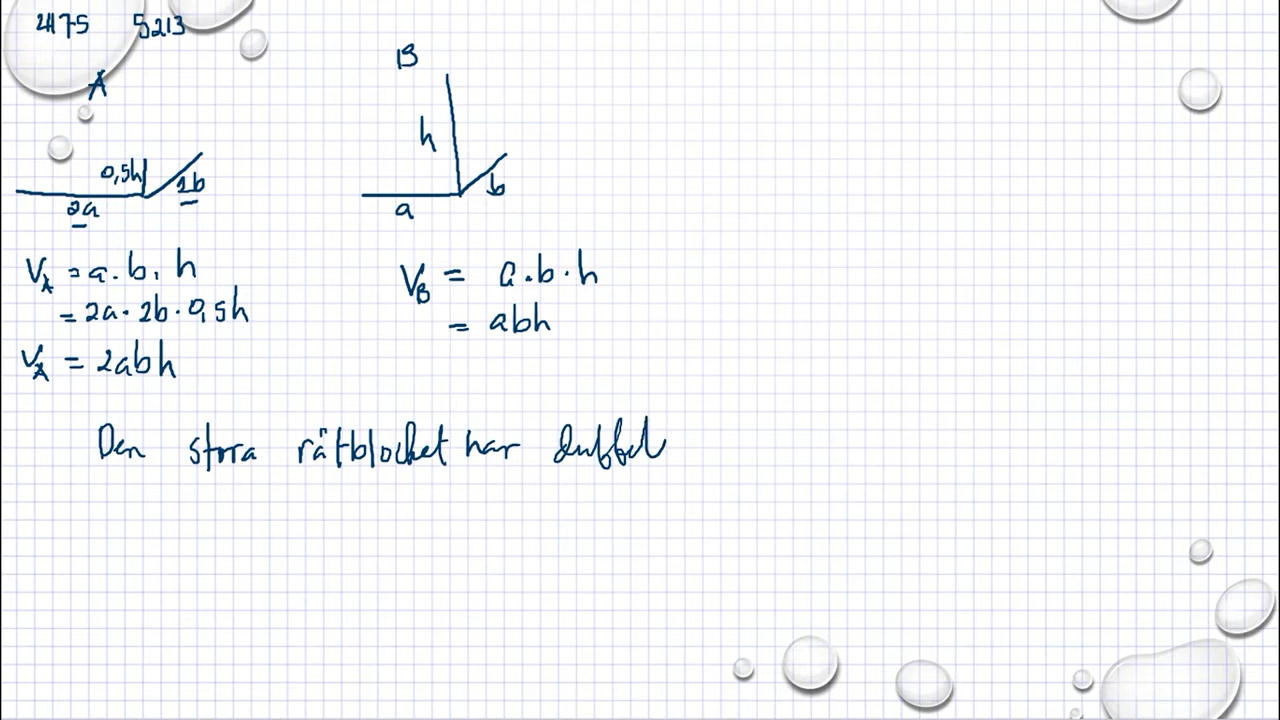 4175 5213
A
B
h
0,5h
2b
b
2a
a
V_A = a · b · h
= 2a · 2b · 0,5h
V_A = 2abh
V_B = a · b · h
= abh
Den stora rätblocket har dubbel